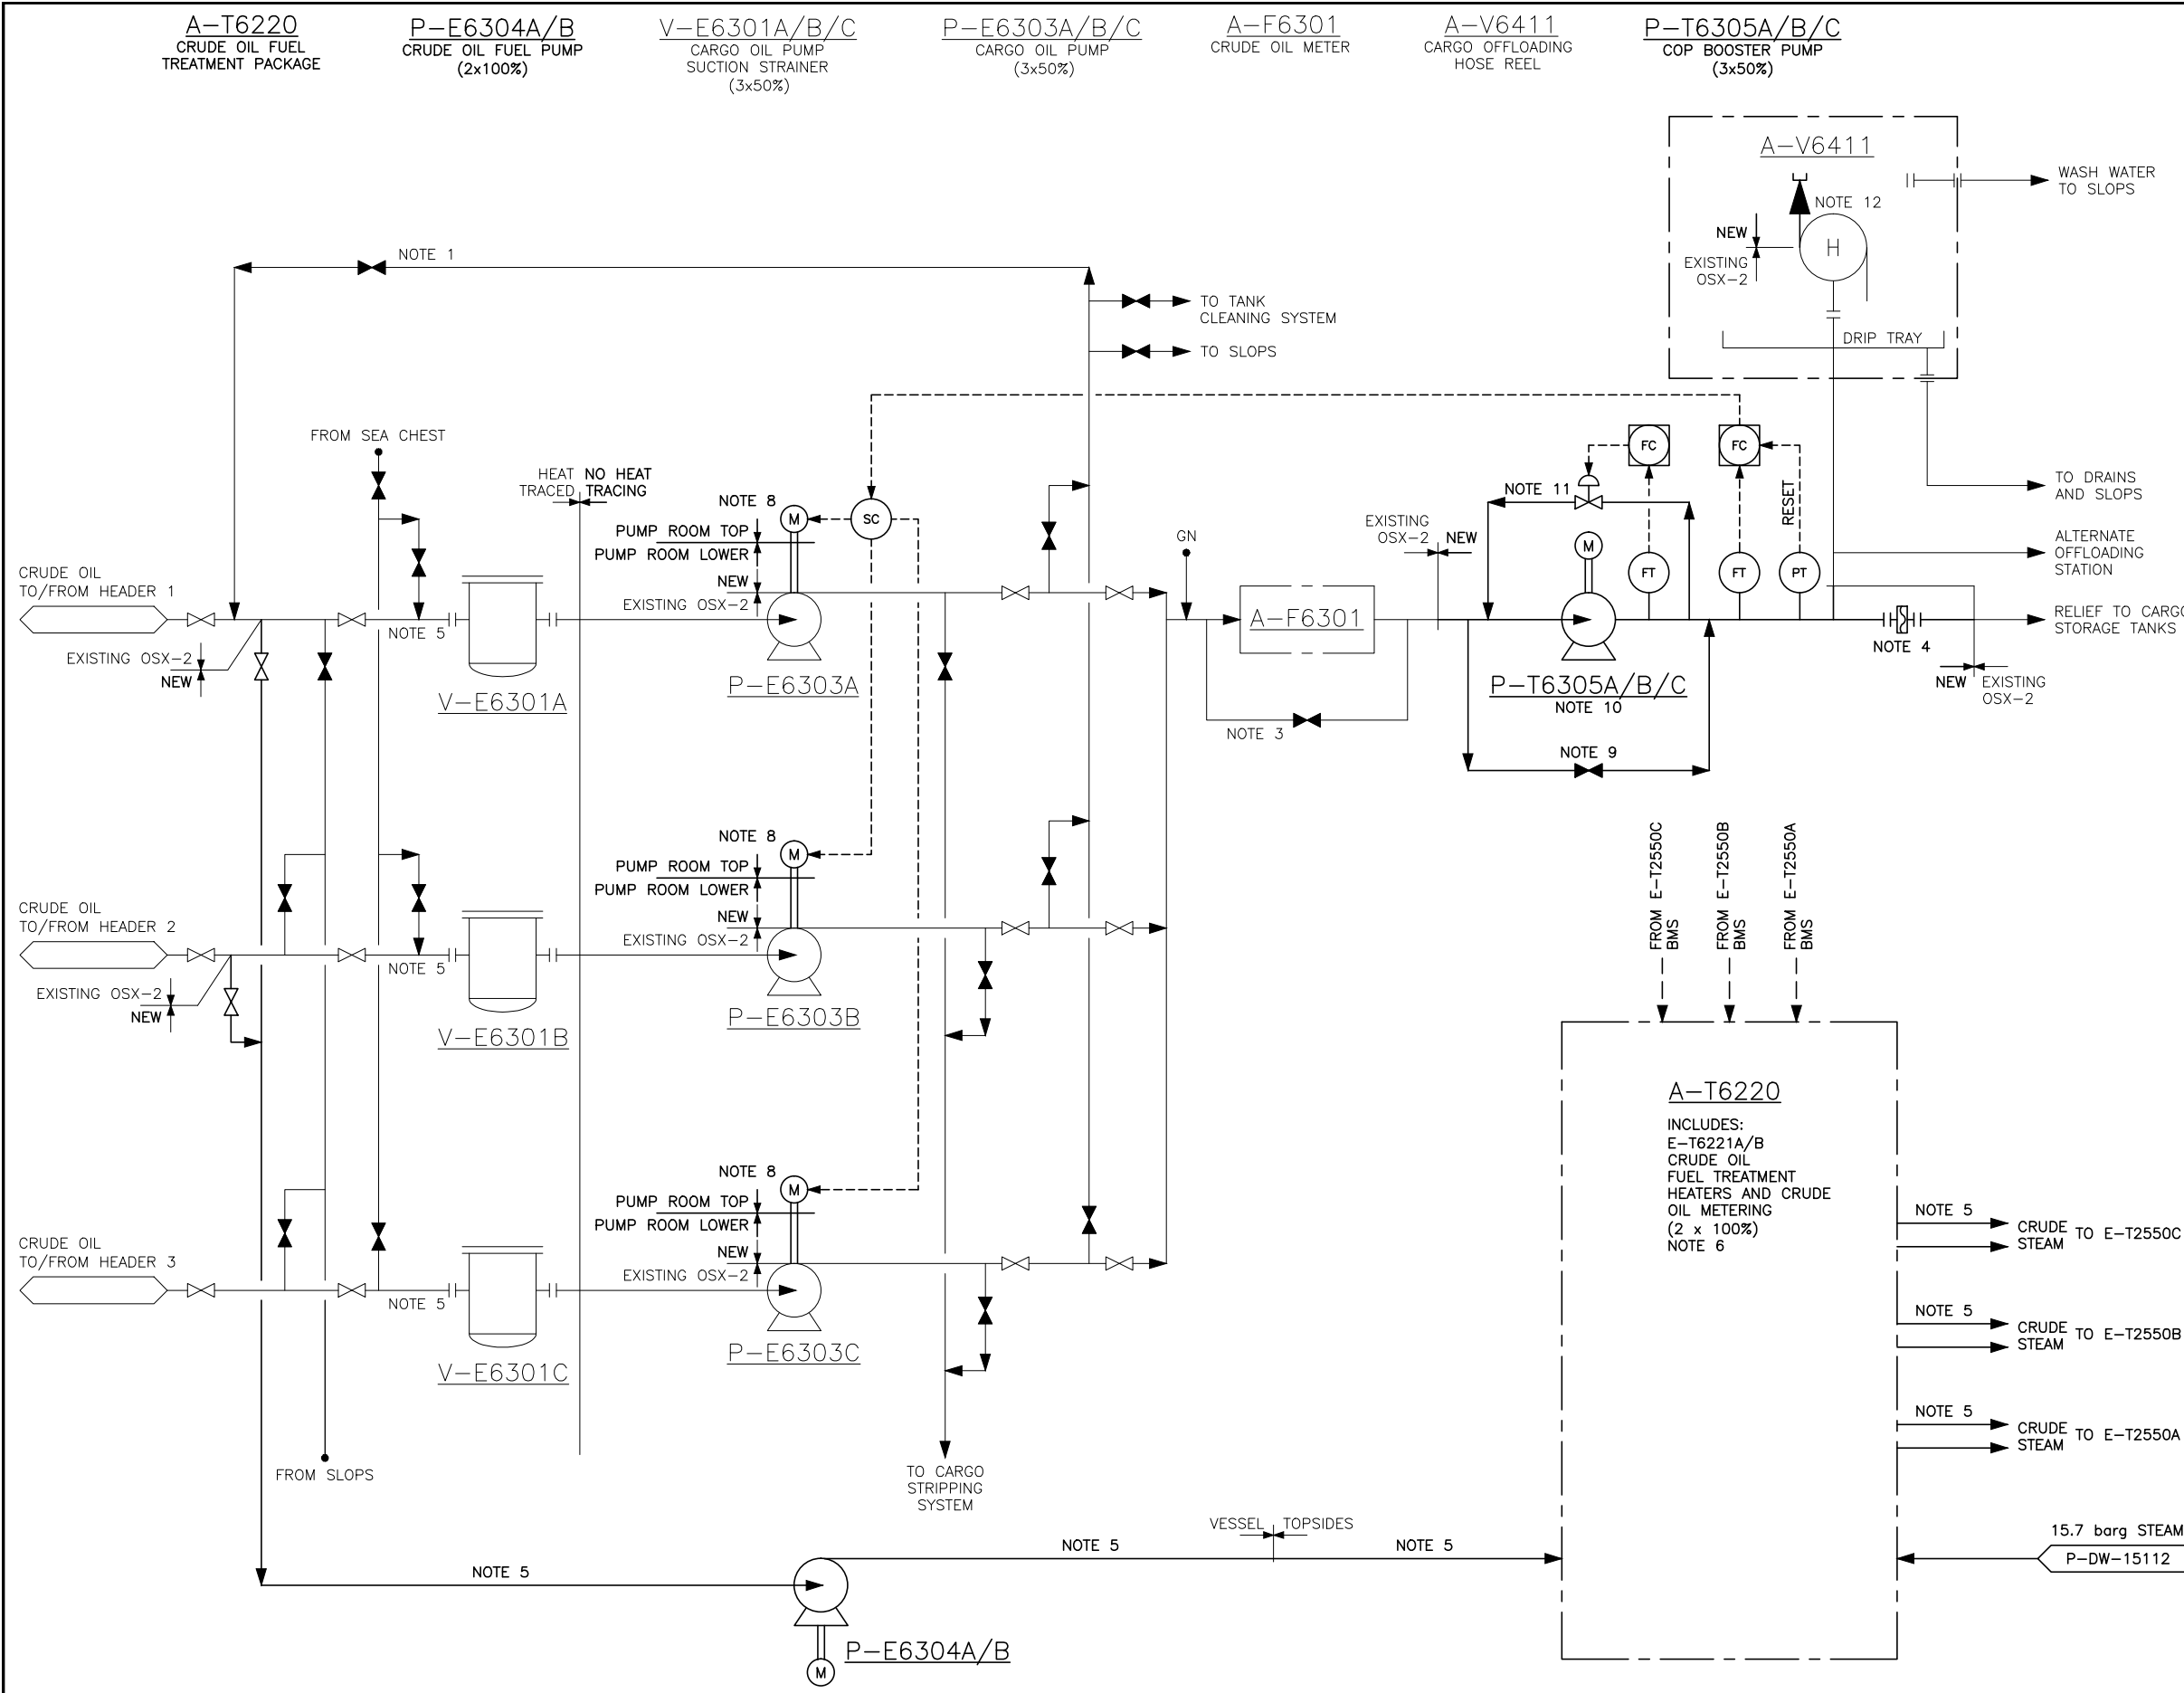 A-T6220
CRUDE OIL FUEL
TREATMENT PACKAGE
P-E6304A/B
CRUDE OIL FUEL PUMP
(2x100%)
V-E6301A/B/C
CARGO OIL PUMP
SUCTION STRAINER
(3x50%)
P-E6303A/B/C
CARGO OIL PUMP
(3x50%)
A-F6301
CRUDE OIL METER
A-V6411
CARGO OFFLOADING
HOSE REEL
P-T6305A/B/C
COP BOOSTER PUMP
(3x50%)
A-V6411
WASH WATER
TO SLOPS
NOTE 12
NEW
EXISTING
OSX-2
H
DRIP TRAY
NOTE 1
TO TANK
CLEANING SYSTEM
TO SLOPS
FROM SEA CHEST
HEAT
TRACED
NO HEAT
TRACING
NOTE 8
M
SC
PUMP ROOM TOP
PUMP ROOM LOWER
NEW
EXISTING OSX-2
CRUDE OIL
TO/FROM HEADER 1
NOTE 5
EXISTING OSX-2
NEW
V-E6301A
P-E6303A
GN
A-F6301
NOTE 3
EXISTING
OSX-2
NEW
NOTE 11
FC
FC
RESET
M
FT
FT
PT
P-T6305A/B/C
NOTE 10
NOTE 9
TO DRAINS
AND SLOPS
ALTERNATE
OFFLOADING
STATION
RELIEF TO CARGO
STORAGE TANKS
NOTE 4
NEW
EXISTING
OSX-2
NOTE 8
M
PUMP ROOM TOP
PUMP ROOM LOWER
NEW
EXISTING OSX-2
CRUDE OIL
TO/FROM HEADER 2
NOTE 5
EXISTING OSX-2
NEW
V-E6301B
P-E6303B
FROM E-T2550C
BMS
FROM E-T2550B
BMS
FROM E-T2550A
BMS
A-T6220
INCLUDES:
E-T6221A/B
CRUDE OIL
FUEL TREATMENT
HEATERS AND CRUDE
OIL METERING
(2 x 100%)
NOTE 6
NOTE 8
M
PUMP ROOM TOP
PUMP ROOM LOWER
NEW
EXISTING OSX-2
CRUDE OIL
TO/FROM HEADER 3
NOTE 5
V-E6301C
P-E6303C
NOTE 5
CRUDE
STEAM
TO E-T2550C
NOTE 5
CRUDE
STEAM
TO E-T2550B
NOTE 5
CRUDE
STEAM
TO E-T2550A
FROM SLOPS
TO CARGO
STRIPPING
SYSTEM
VESSEL
TOPSIDES
NOTE 5
NOTE 5
NOTE 5
15.7 barg STEAM
P-DW-15112
P-E6304A/B
M